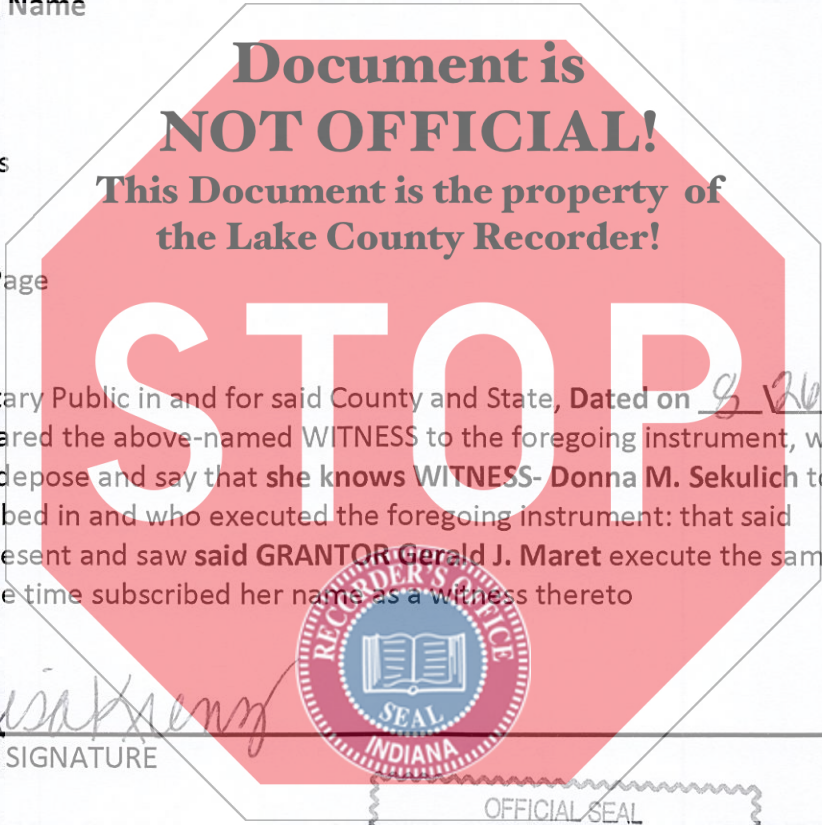 Name
Document is
NOT OFFICIAL!
This Document is the property of
the Lake County Recorder!
s
age
STOP
ary Public in and for said County and State, Dated on 8 \26
ared the above-named WITNESS to the foregoing instrument, w
depose and say that she knows WITNESS- Donna M. Sekulich to
bed in and who executed the foregoing instrument: that said
esent and saw said GRANTOR Gerald J. Maret execute the sam
e time subscribed her name as a witness thereto
RECORDER'S OFFICE
SEAL
INDIANA
SIGNATURE
OFFICIAL SEAL